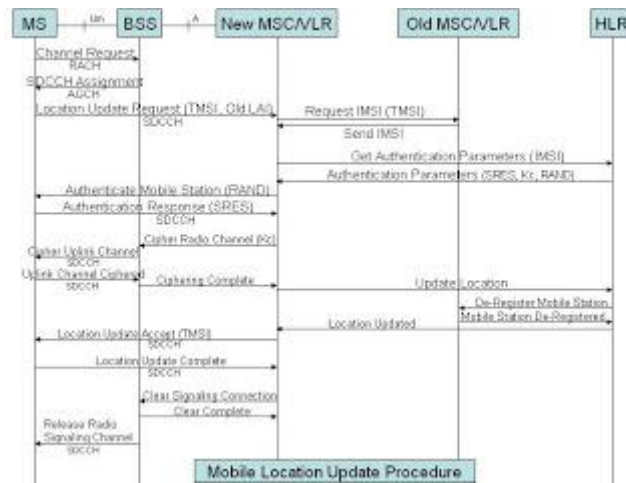 MS
Um
BSS
A
New MSC/VLR
Old MSC/VLR
HLR
Channel Request
RACH
SDCCH Assignment
AGCH
Location Update Request (TMSI, Old LAI)
SDCCH
Request IMSI (TMSI)
Send IMSI
Get Authentication Parameters (IMSI)
Authentication Parameters (SRES, Kc, RAND)
Authenticate Mobile Station (RAND)
Authentication Response (SRES)
SDCCH
Cipher Radio Channel (Kc)
Cipher Uplink Channel
SDCCH
Uplink Channel Ciphered
SDCCH
Ciphering Complete
Update Location
De-Register Mobile Station
Mobile Station De-Registered
Location Updated
Location Update Accept (TMSI)
SDCCH
Location Update Complete
SDCCH
Clear Signaling Connection
Clear Complete
Release Radio
Signaling Channel
SDCCH
Mobile Location Update Procedure